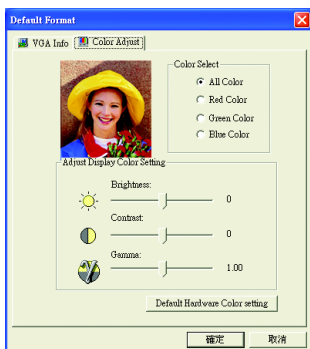 Default Format
VGA Info
Color Adjust
Color Select
All Color
Red Color
Green Color
Blue Color
Adjust Display Color Setting
Brightness:
0
Contrast:
0
Gamma:
1.00
Default Hardware Color setting
確定
取消